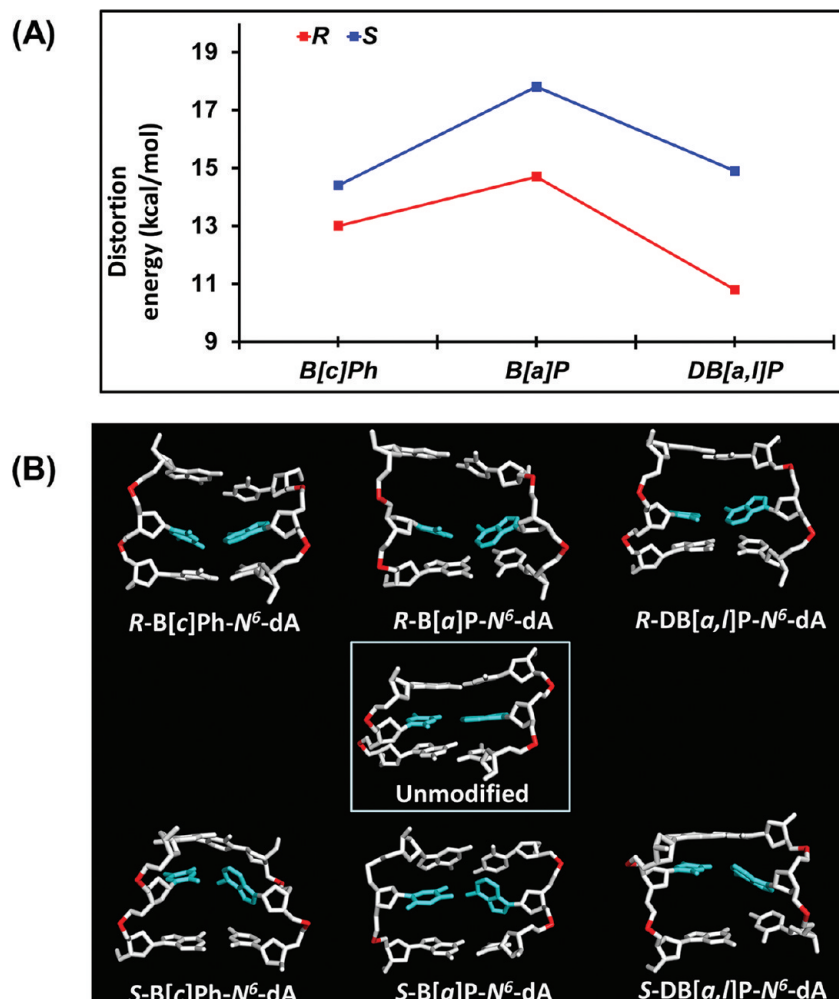 (A)
R S
19
17
15
13
11
9
Distortion
energy (kcal/mol)
B[c]Ph B[a]P DB[a,l]P
(B)
R-B[c]Ph-N⁶-dA R-B[a]P-N⁶-dA R-DB[a,l]P-N⁶-dA
Unmodified
S-B[c]Ph-N⁶-dA S-B[a]P-N⁶-dA S-DB[a,l]P-N⁶-dA